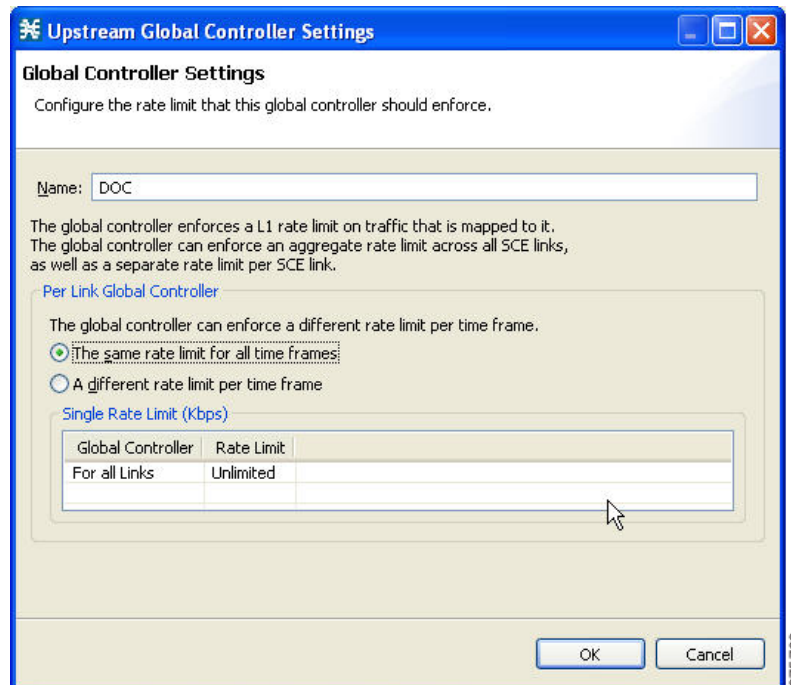 Upstream Global Controller Settings
Global Controller Settings
Configure the rate limit that this global controller should enforce.
Name: DOC
The global controller enforces a L1 rate limit on traffic that is mapped to it.
The global controller can enforce an aggregate rate limit across all SCE links,
as well as a separate rate limit per SCE link.
Per Link Global Controller
The global controller can enforce a different rate limit per time frame.
The same rate limit for all time frames
A different rate limit per time frame
Single Rate Limit (Kbps)
Global Controller Rate Limit
For all Links Unlimited
OK Cancel